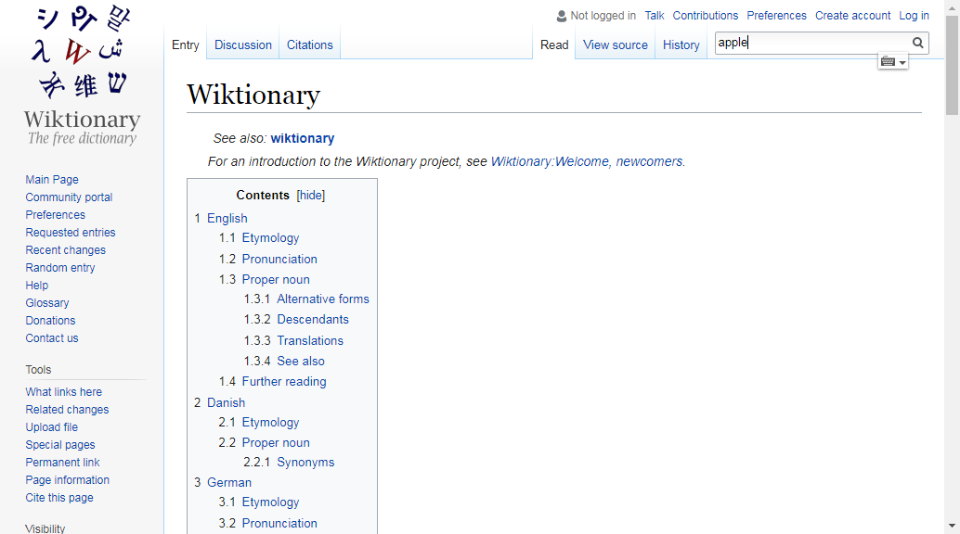 シ वि 말
λ W ش
维 ש
Wiktionary
The free dictionary
Not logged in Talk Contributions Preferences Create account Log in
Entry Discussion Citations Read View source History apple
Wiktionary
See also: wiktionary
For an introduction to the Wiktionary project, see Wiktionary:Welcome, newcomers.
Contents [hide]
1 English
1.1 Etymology
1.2 Pronunciation
1.3 Proper noun
1.3.1 Alternative forms
1.3.2 Descendants
1.3.3 Translations
1.3.4 See also
1.4 Further reading
2 Danish
2.1 Etymology
2.2 Proper noun
2.2.1 Synonyms
3 German
3.1 Etymology
3.2 Pronunciation
Main Page
Community portal
Preferences
Requested entries
Recent changes
Random entry
Help
Glossary
Donations
Contact us
Tools
What links here
Related changes
Upload file
Special pages
Permanent link
Page information
Cite this page
Visibility